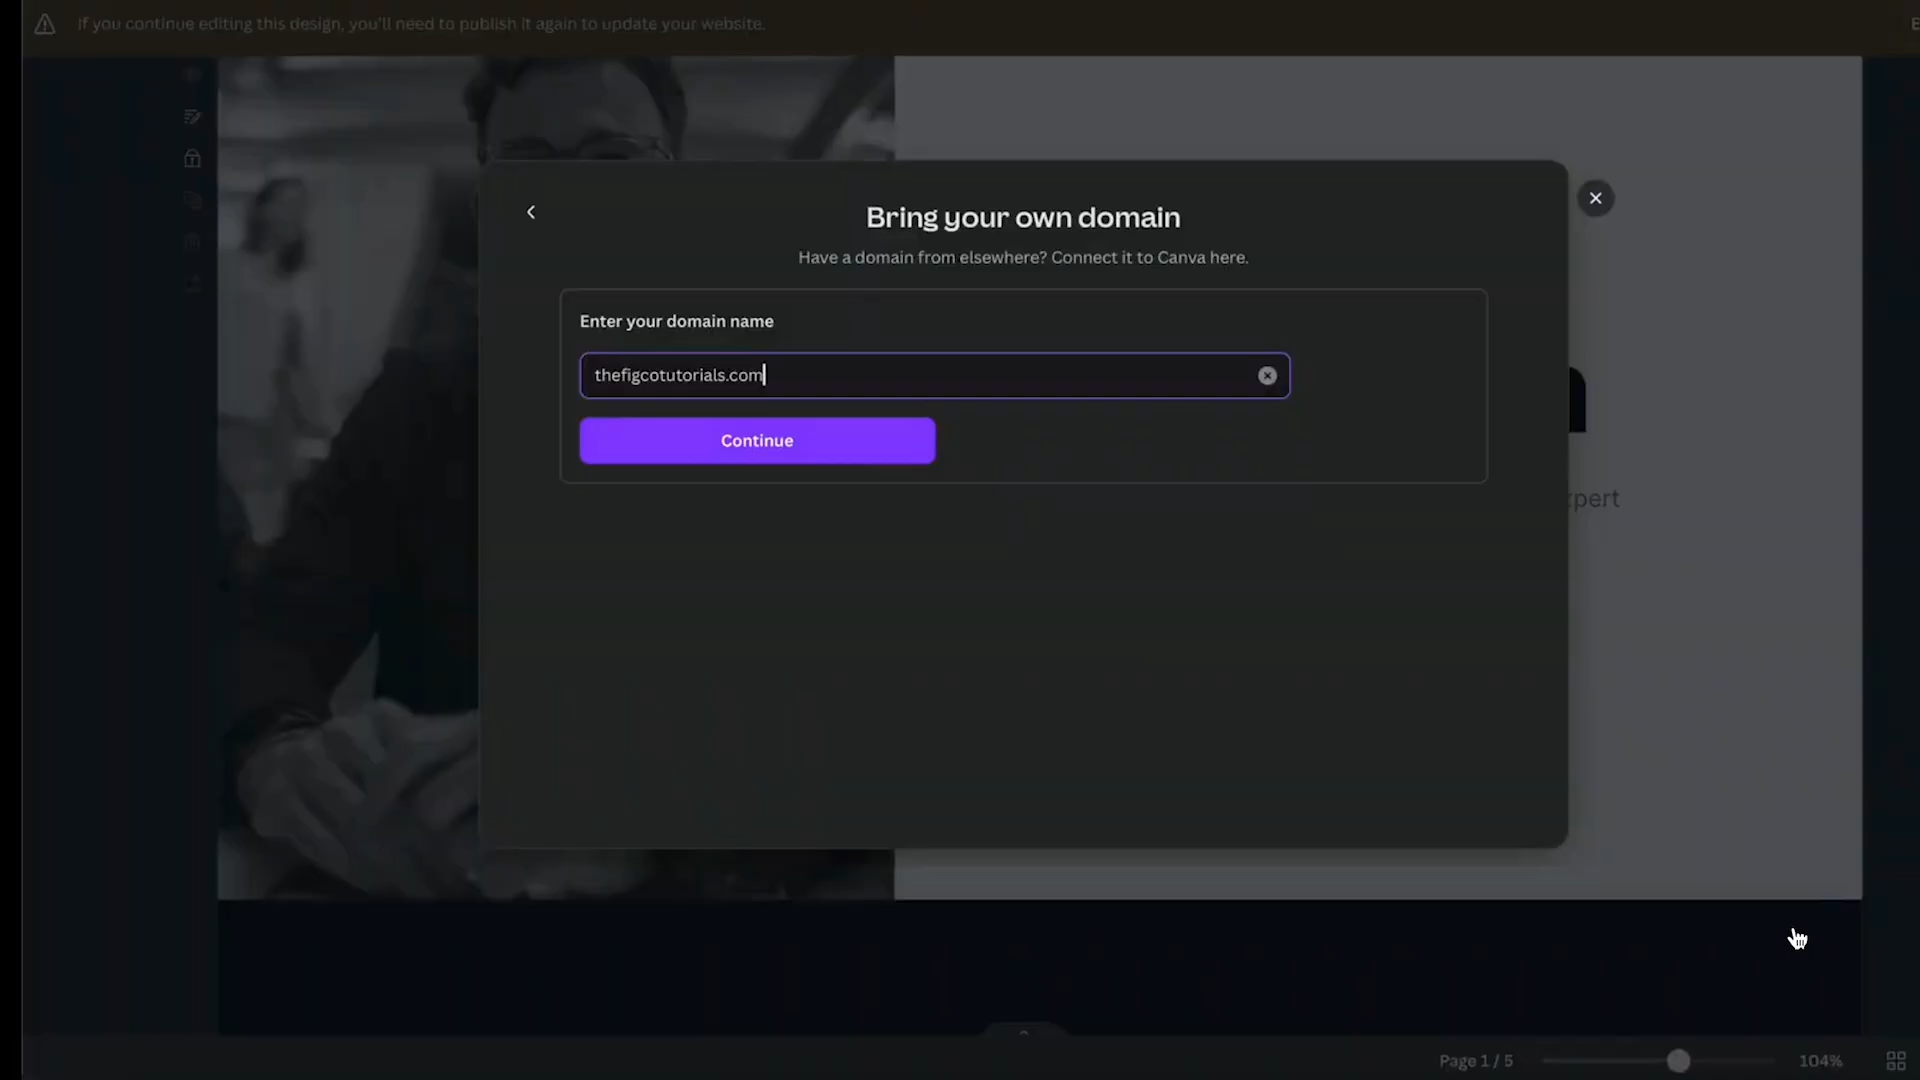 If you continue editing this design, you'll need to publish it again to update your website.
Bring your own domain
Have a domain from elsewhere? Connect it to Canva here.
Enter your domain name
thefigcotutorials.com
Continue
Page 1 / 5
104%